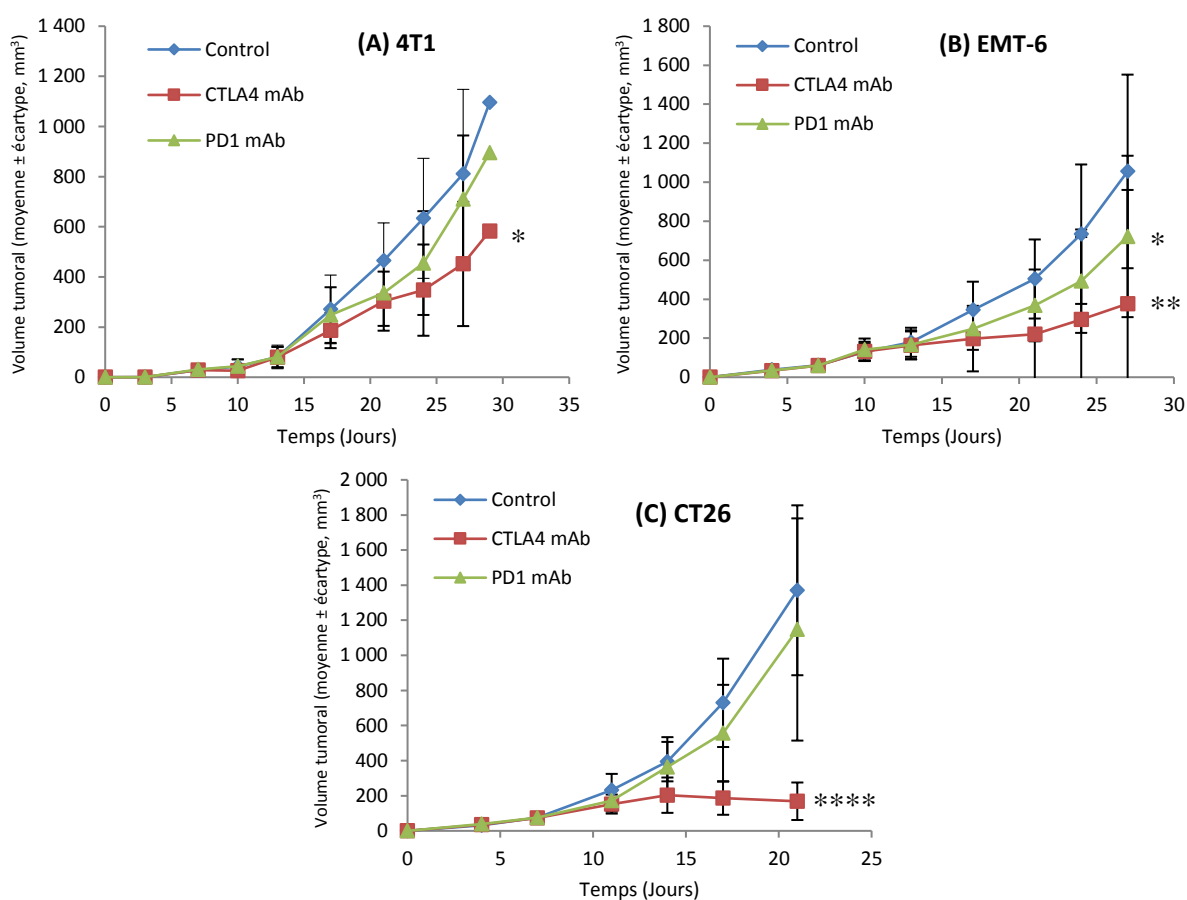 (A) 4T1
Volume tumoral (moyenne ± écartype, mm³)
1 400
1 200
1 000
800
600
400
200
0
Control
CTLA4 mAb
PD1 mAb
*
0 5 10 15 20 25 30 35
Temps (Jours)
(B) EMT-6
Volume tumoral (moyenne ± écartype, mm³)
1 800
1 600
1 400
1 200
1 000
800
600
400
200
0
Control
CTLA4 mAb
PD1 mAb
*
**
0 5 10 15 20 25 30
Temps (Jours)
(C) CT26
Volume tumoral (moyenne ± écartype, mm³)
2 000
1 800
1 600
1 400
1 200
1 000
800
600
400
200
0
Control
CTLA4 mAb
PD1 mAb
****
0 5 10 15 20 25
Temps (Jours)